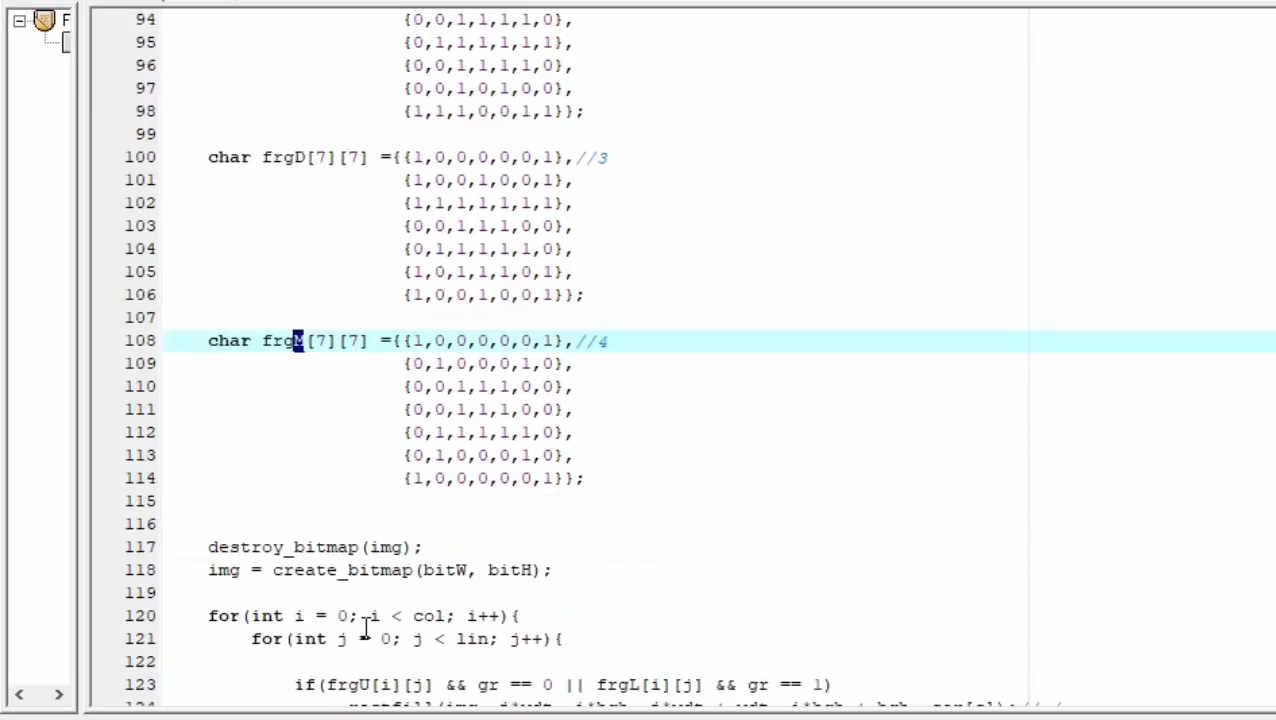 F
94 {0,0,1,1,1,1,0},
95 {0,1,1,1,1,1,1},
96 {0,0,1,1,1,1,0},
97 {0,0,1,0,1,0,0},
98 {1,1,1,0,0,1,1}};
99
100 char frgD[7][7] ={{1,0,0,0,0,0,1},//3
101 {1,0,0,1,0,0,1},
102 {1,1,1,1,1,1,1},
103 {0,0,1,1,1,0,0},
104 {0,1,1,1,1,1,0},
105 {1,0,1,1,1,0,1},
106 {1,0,0,1,0,0,1}};
107
108 char frgM[7][7] ={{1,0,0,0,0,0,1},//4
109 {0,1,0,0,0,1,0},
110 {0,0,1,1,1,0,0},
111 {0,0,1,1,1,0,0},
112 {0,1,1,1,1,1,0},
113 {0,1,0,0,0,1,0},
114 {1,0,0,0,0,0,1}};
115
116
117 destroy_bitmap(img);
118 img = create_bitmap(bitW, bitH);
119
120 for(int i = 0; i < col; i++){
121 for(int j = 0; j < lin; j++){
122
123 if(frgU[i][j] && gr == 0 || frgL[i][j] && gr == 1)